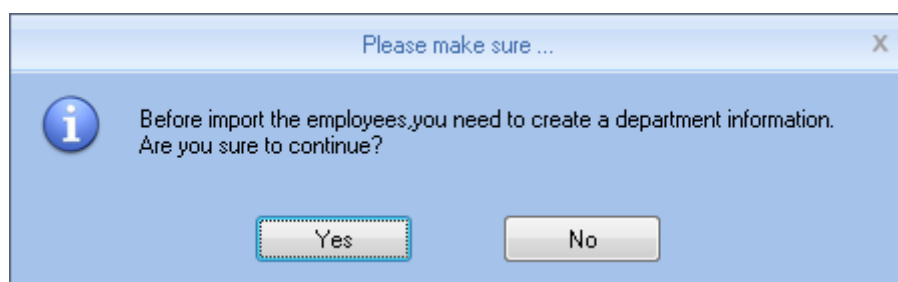 Please make sure ...
X
Before import the employees,you need to create a department information.
Are you sure to continue?
Yes
No